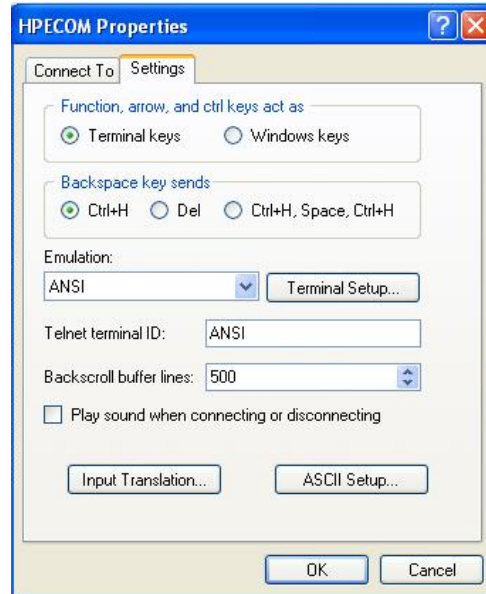 HPECOM Properties
Connect To Settings
Function, arrow, and ctrl keys act as
Terminal keys Windows keys
Backspace key sends
Ctrl+H Del Ctrl+H, Space, Ctrl+H
Emulation:
ANSI Terminal Setup...
Telnet terminal ID: ANSI
Backscroll buffer lines: 500
Play sound when connecting or disconnecting
Input Translation... ASCII Setup...
OK Cancel